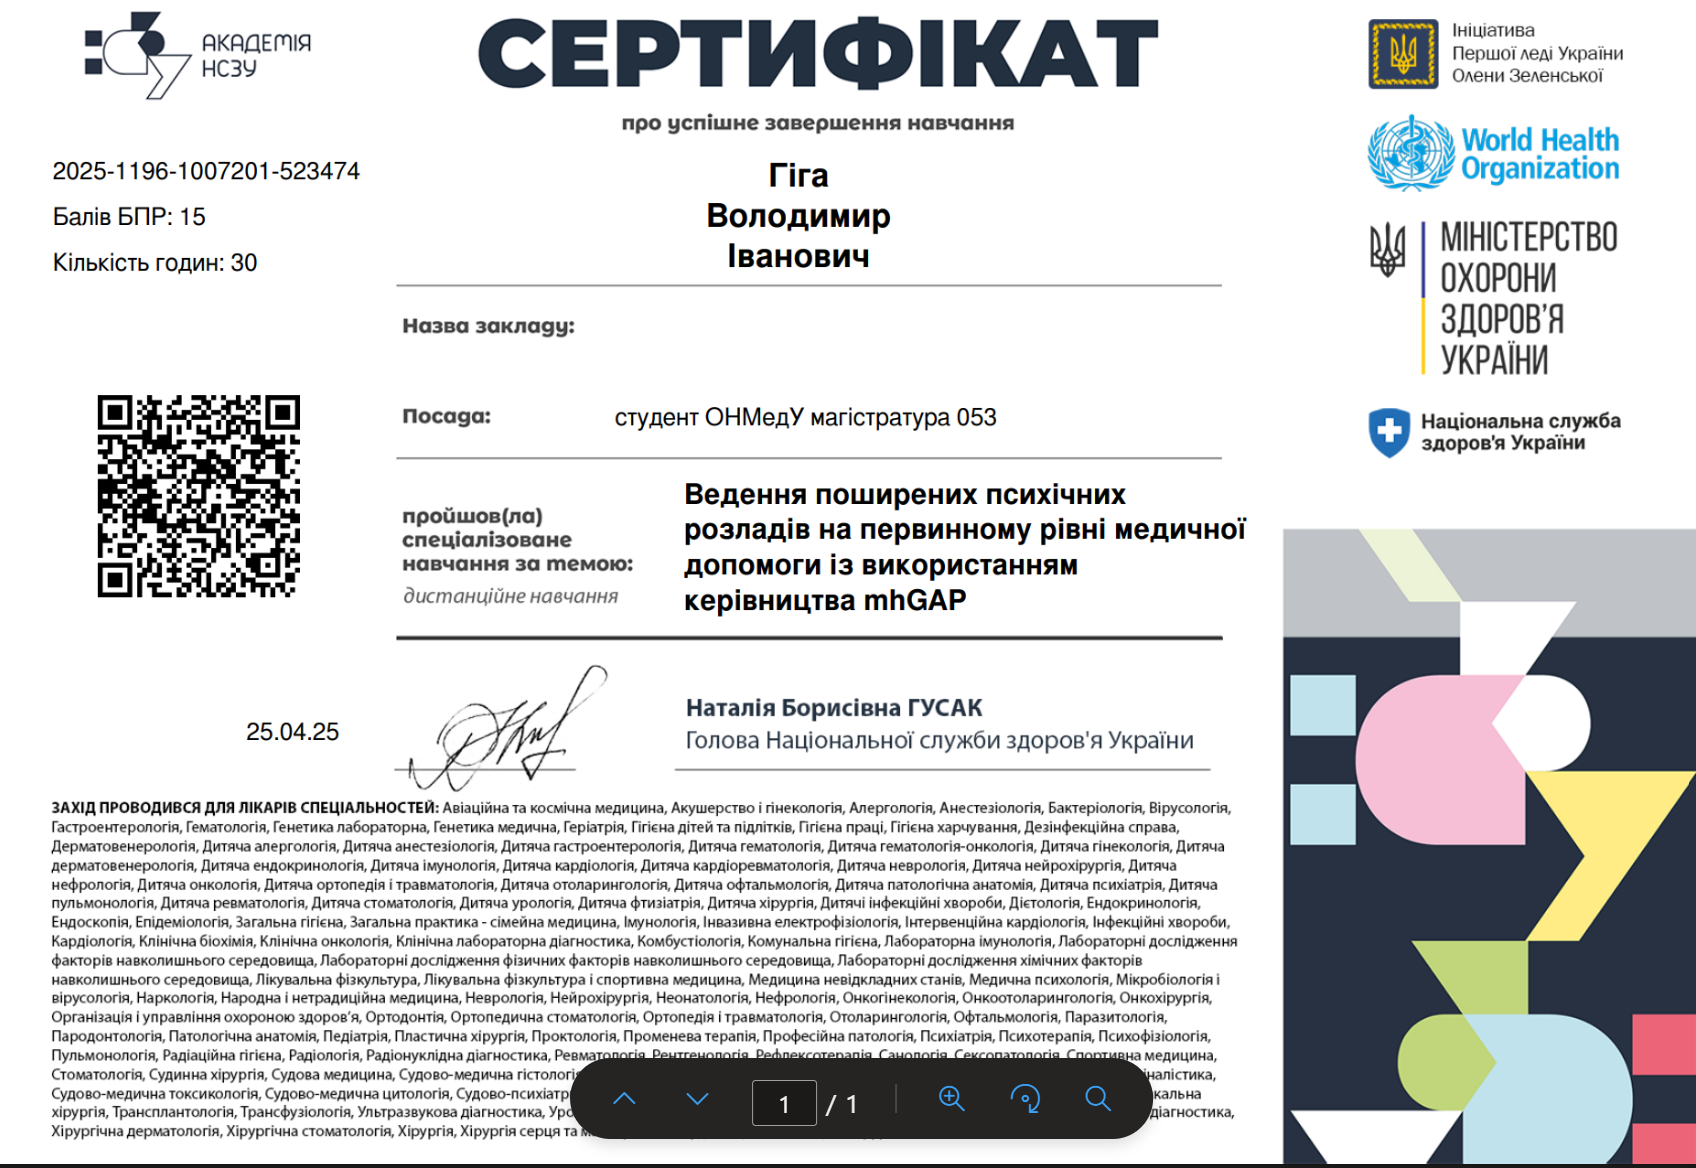 АКАДЕМІЯ
НСЗУ
СЕРТИФІКАТ
про успішне завершення навчання
Ініціатива
Першої леді України
Олени Зеленської
World Health
Organization
2025-1196-1007201-523474
Балів БПР: 15
Кількість годин: 30
Гіга
Володимир
Іванович
МІНІСТЕРСТВО
ОХОРОНИ
ЗДОРОВ'Я
УКРАЇНИ
Назва закладу:
Посада:
студент ОНМедУ магістратура 053
Національна служба
здоров'я України
пройшов(ла)
спеціалізоване
навчання за темою:
дистанційне навчання
Ведення поширених психічних
розладів на первинному рівні медичної
допомоги із використанням
керівництва mhGAP
25.04.25
Наталія Борисівна ГУСАК
Голова Національної служби здоров'я України
ЗАХІД ПРОВОДИВСЯ ДЛЯ ЛІКАРІВ СПЕЦІАЛЬНОСТЕЙ: Авіаційна та космічна медицина, Акушерство і гінекологія, Алергологія, Анестезіологія, Бактеріологія, Вірусологія,
Гастроентерологія, Гематологія, Генетика лабораторна, Генетика медична, Геріатрія, Гігієна дітей та підлітків, Гігієна праці, Гігієна харчування, Дезінфекційна справа,
Дерматовенерологія, Дитяча алергологія, Дитяча анестезіологія, Дитяча гастроентерологія, Дитяча гематологія, Дитяча гематологія-онкологія, Дитяча гінекологія, Дитяча
дерматовенерологія, Дитяча ендокринологія, Дитяча імунологія, Дитяча кардіологія, Дитяча кардіоревматологія, Дитяча неврологія, Дитяча нейрохірургія, Дитяча
нефрологія, Дитяча онкологія, Дитяча ортопедія і травматологія, Дитяча отоларингологія, Дитяча офтальмологія, Дитяча патологічна анатомія, Дитяча психіатрія, Дитяча
пульмонологія, Дитяча ревматологія, Дитяча стоматологія, Дитяча урологія, Дитяча фтизіатрія, Дитяча хірургія, Дитячі інфекційні хвороби, Дієтологія, Ендокринологія,
Ендоскопія, Епідеміологія, Загальна гігієна, Загальна практика - сімейна медицина, Імунологія, Інвазивна електрофізіологія, Інтервенційна кардіологія, Інфекційні хвороби,
Кардіологія, Клінічна біохімія, Клінічна онкологія, Клінічна лабораторна діагностика, Комбустіологія, Комунальна гігієна, Лабораторна імунологія, Лабораторні дослідження
факторів навколишнього середовища, Лабораторні дослідження фізичних факторів навколишнього середовища, Лабораторні дослідження хімічних факторів
навколишнього середовища, Лікувальна фізкультура, Лікувальна фізкультура і спортивна медицина, Медицина невідкладних станів, Медична психологія, Мікробіологія і
вірусологія, Наркологія, Народна і нетрадиційна медицина, Неврологія, Нейрохірургія, Неонатологія, Нефрологія, Онкогінекологія, Онкоотоларингологія, Онкохірургія,
Організація і управління охороною здоров'я, Ортодонтія, Ортопедична стоматологія, Ортопедія і травматологія, Отоларингологія, Офтальмологія, Паразитологія,
Пародонтологія, Патологічна анатомія, Педіатрія, Пластична хірургія, Проктологія, Променева терапія, Професійна патологія, Психіатрія, Психотерапія, Психофізіологія,
Пульмонологія, Радіаційна гігієна, Радіологія, Радіонуклідна діагностика, Ревматологія, Рентгенологія, Рефлексотерапія, Санологія, Сексопатологія, Спортивна медицина,
Стоматологія, Судинна хірургія, Судова медицина, Судово-медична гістологі налістика,
Судово-медична токсикологія, Судово-медична цитологія, Судово-психіатр кальна
хірургія, Трансплантологія, Трансфузіологія, Ультразвукова діагностика, Уро діагностика,
Хірургічна дерматологія, Хірургічна стоматологія, Хірургія, Хірургія серця та
1 / 1